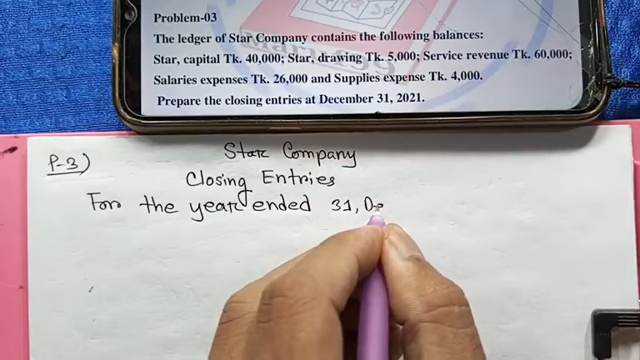 Problem-03
The ledger of Star Company contains the following balances:
Star, capital Tk. 40,000; Star, drawing Tk. 5,000; Service revenue Tk. 60,000;
Salaries expenses Tk. 26,000 and Supplies expense Tk. 4,000.
Prepare the closing entries at December 31, 2021.
P-3)
Star Company
Closing Entries
For the year ended 31, De